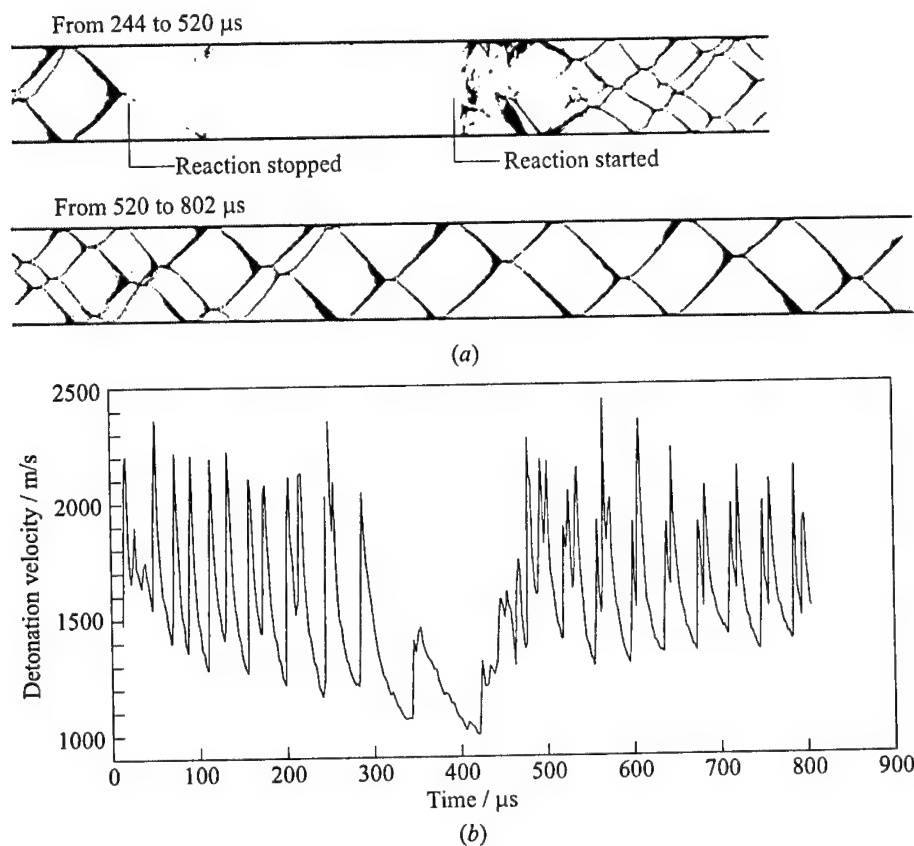 From 244 to 520 μs
Reaction stopped
Reaction started
From 520 to 802 μs
(a)
2500
2000
1500
1000
Detonation velocity / m/s
0 100 200 300 400 500 600 700 800 900
Time / μs
(b)